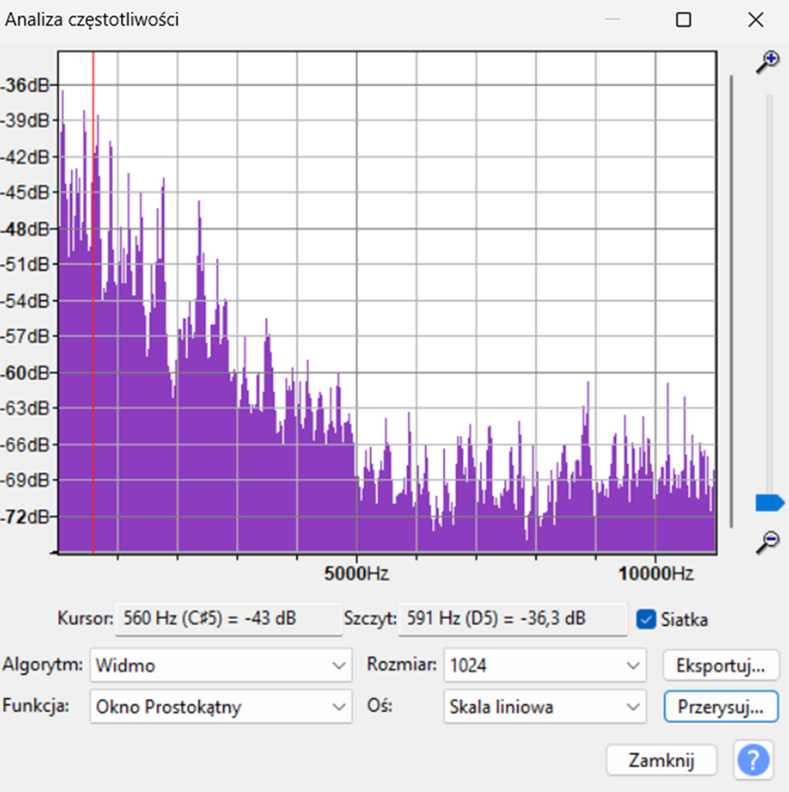 Analiza częstotliwości
-36dB
-39dB
-42dB
-45dB
-48dB
-51dB
-54dB
-57dB
-60dB
-63dB
-66dB
-69dB
-72dB
5000Hz 10000Hz
Kursor: 560 Hz (C♯5) = -43 dB Szczyt: 591 Hz (D5) = -36,3 dB Siatka
Algorytm: Widmo Rozmiar: 1024 Eksportuj...
Funkcja: Okno Prostokątny Oś: Skala liniowa Przerysuj...
Zamknij ?